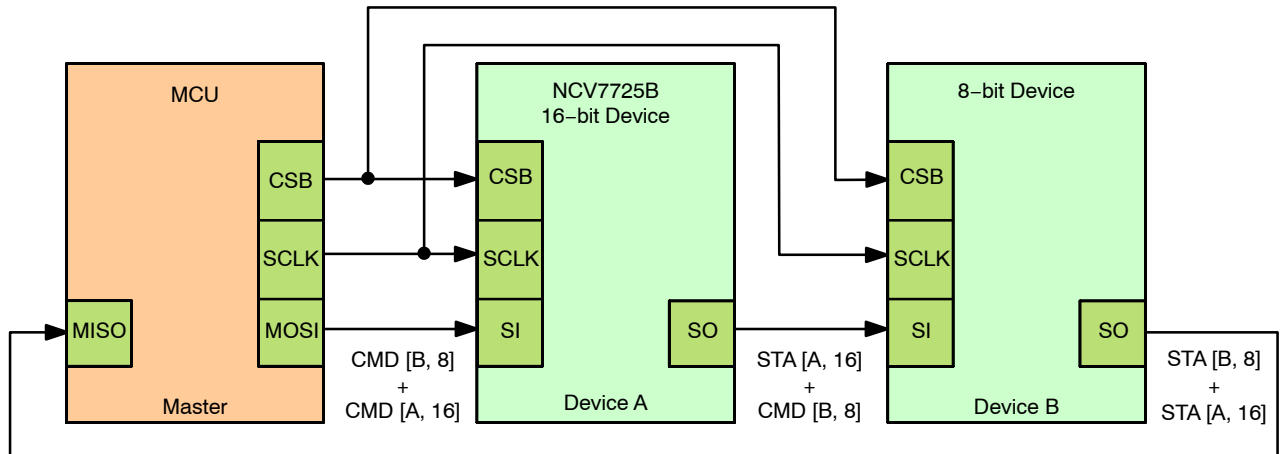 MCU
CSB
SCLK
MOSI
MISO
Master
CMD [B, 8]
+
CMD [A, 16]
NCV7725B
16−bit Device
CSB
SCLK
SI
SO
Device A
STA [A, 16]
+
CMD [B, 8]
8−bit Device
CSB
SCLK
SI
SO
Device B
STA [B, 8]
+
STA [A, 16]